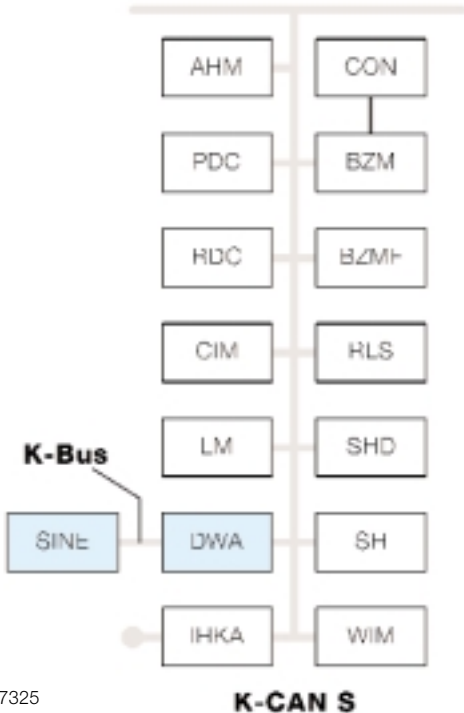 AHM CON
PDC BZM
RDC BZMF
CIM RLS
LM SHD
K-Bus
SINE DWA SH
IHKA WIM
7325
K-CAN S